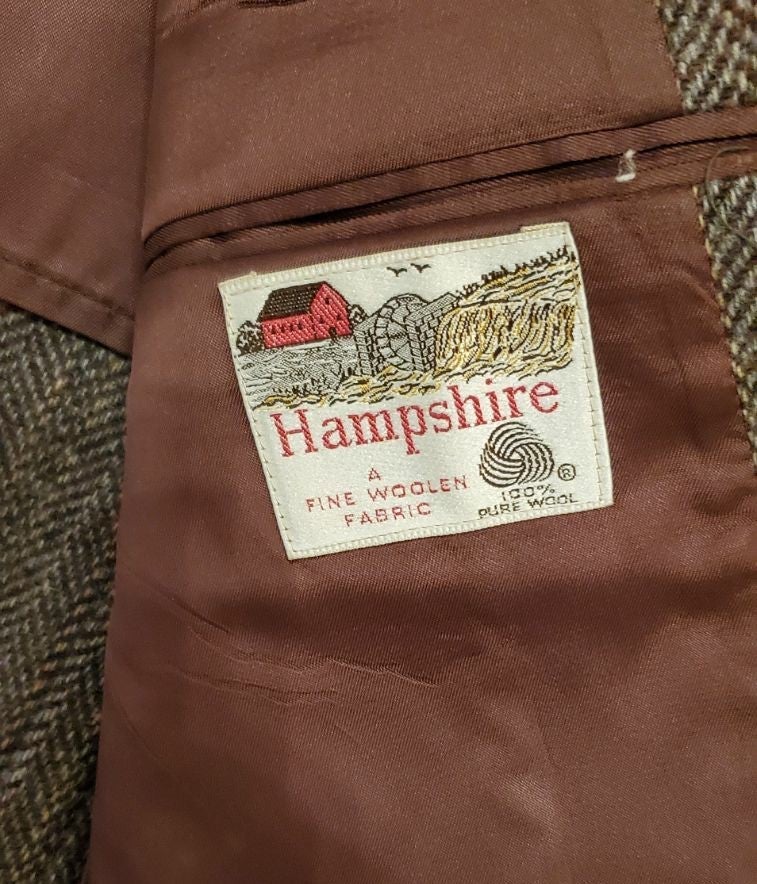 Hampshire
A
FINE WOOLEN
FABRIC
®
100%
PURE WOOL